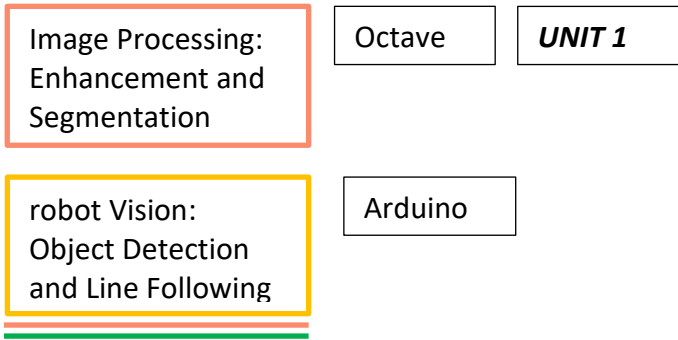 Image Processing:
Enhancement and
Segmentation
Octave
UNIT 1
robot Vision:
Object Detection
and Line Following
Arduino